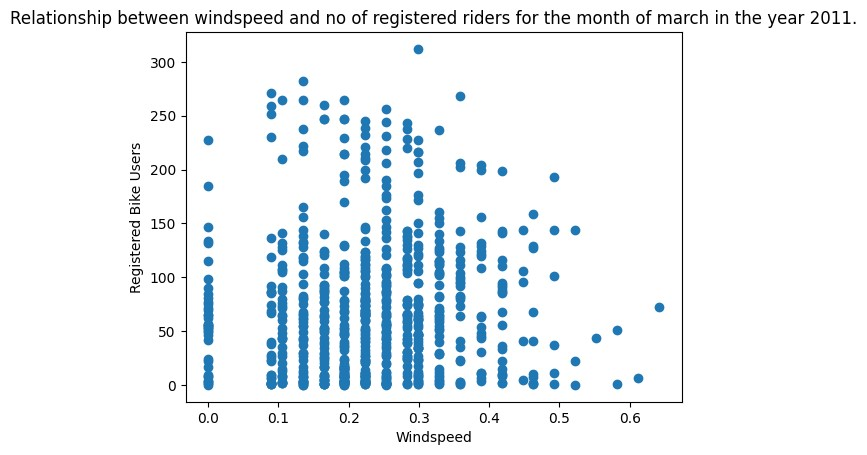 Relationship between windspeed and no of registered riders for the month of march in the year 2011.
300
250
200
150
100
50
0
Registered Bike Users
0.0 0.1 0.2 0.3 0.4 0.5 0.6
Windspeed